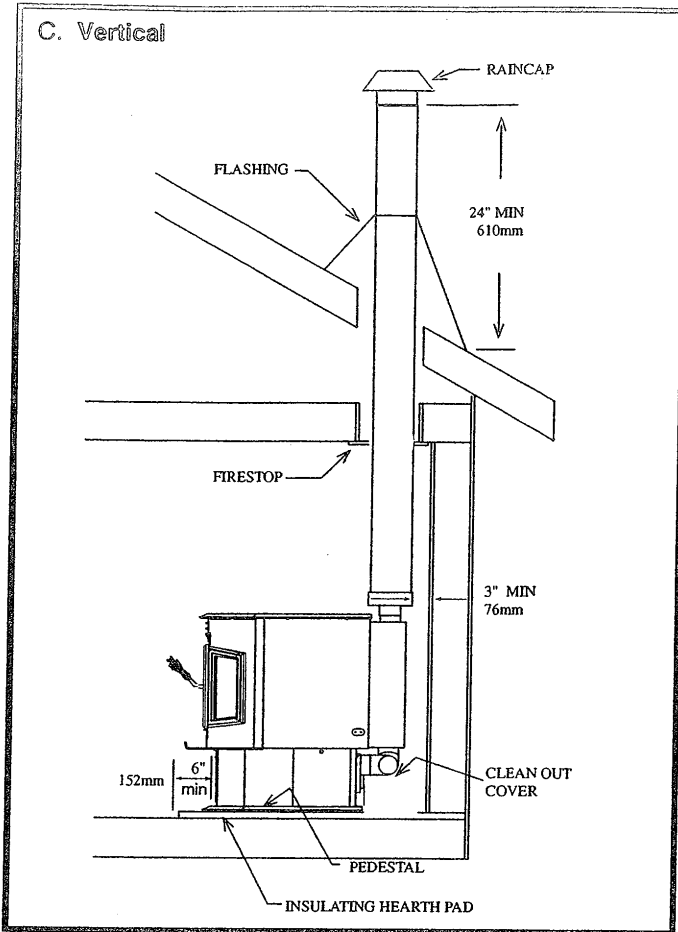 C. Vertical
RAINCAP
FLASHING
24" MIN
610mm
FIRESTOP
3" MIN
76mm
152mm
6"
min
CLEAN OUT
COVER
PEDESTAL
INSULATING HEARTH PAD